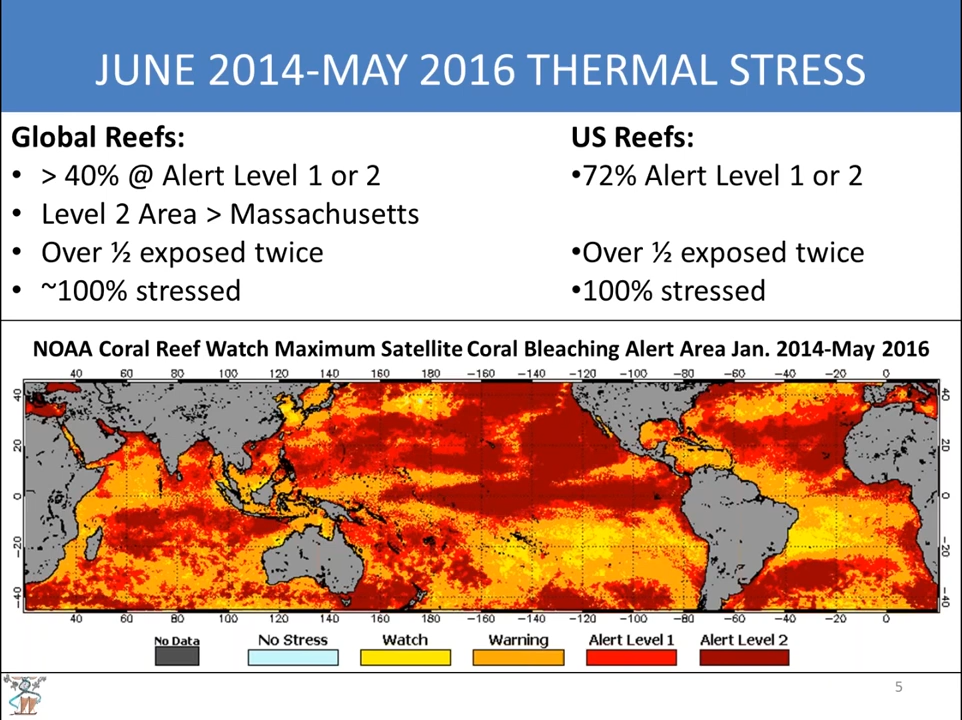 JUNE 2014-MAY 2016 THERMAL STRESS
Global Reefs:
• > 40% @ Alert Level 1 or 2
• Level 2 Area > Massachusetts
• Over ½ exposed twice
• ~100% stressed
US Reefs:
•72% Alert Level 1 or 2
•Over ½ exposed twice
•100% stressed
NOAA Coral Reef Watch Maximum Satellite Coral Bleaching Alert Area Jan. 2014-May 2016
40 60 80 100 120 140 160 180 −160 −140 −120 −100 −80 −60 −40 −20 0
40
20
0
−20
−40
40
20
0
−20
−40
40 60 80 100 120 140 160 180 −160 −140 −120 −100 −80 −60 −40 −20 0
No Data No Stress Watch Warning Alert Level 1 Alert Level 2
5